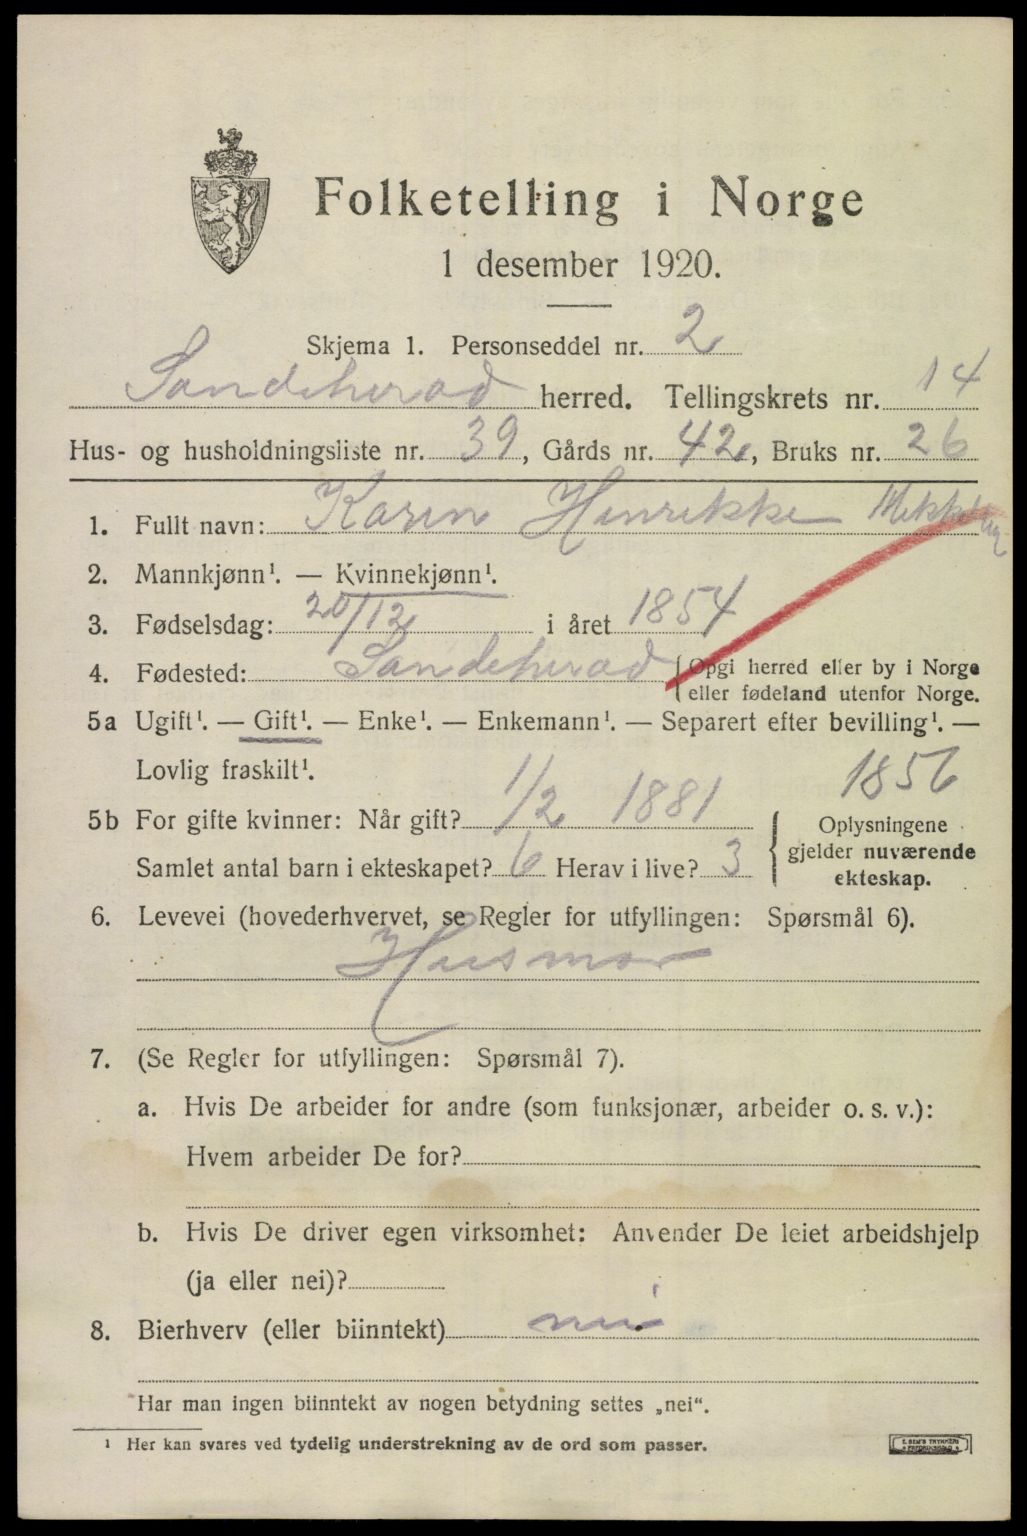 Folketelling i Norge
1 desember 1920.
Skjema 1. Personseddel nr. 2
Sandeherad herred. Tellingskrets nr. 14
Hus- og husholdningsliste nr. 39, Gårds nr. 42, Bruks nr. 26
1. Fullt navn: Karen Henrikke
2. Mannkjønn¹. — Kvinnekjønn¹.
3. Fødselsdag: 20/12 i året 1854
4. Fødested: Sandeherad {Opgi herred eller by i Norge
eller fødeland utenfor Norge.
5a Ugift¹. — Gift¹. — Enke¹. — Enkemann¹. — Separert efter bevilling¹. —
Lovlig fraskilt¹.
1856
5b For gifte kvinner: Når gift? 1/2 1881
Samlet antal barn i ekteskapet? 6 Herav i live? 3
{ Oplysningene
gjelder nuværende
ekteskap.
6. Levevei (hovederhvervet, se Regler for utfyllingen: Spørsmål 6).
Husmor
7. (Se Regler for utfyllingen: Spørsmål 7).
a. Hvis De arbeider for andre (som funksjonær, arbeider o. s. v.):
Hvem arbeider De for?
b. Hvis De driver egen virksomhet: Anvender De leiet arbeidshjelp
(ja eller nei)?
8. Bierhverv (eller biinntekt) nei
Har man ingen biinntekt av nogen betydning settes „nei“.
¹ Her kan svares ved tydelig understrekning av de ord som passer.